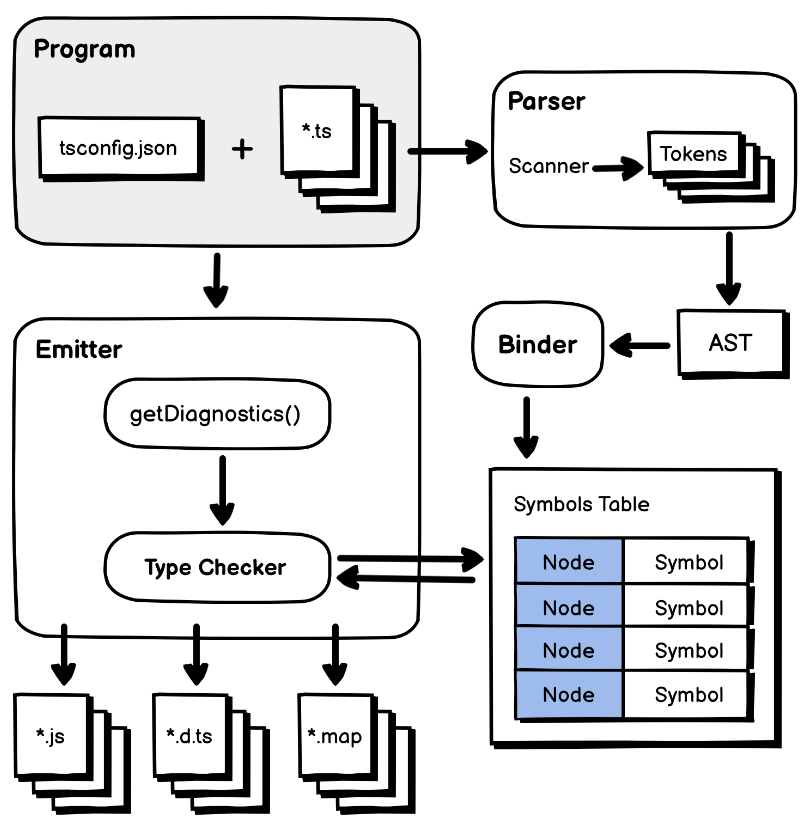 Program
tsconfig.json
+
*.ts
Parser
Scanner
Tokens
AST
Binder
Emitter
getDiagnostics()
Type Checker
Symbols Table
Node Symbol
Node Symbol
Node Symbol
Node Symbol
*.js
*.d.ts
*.map